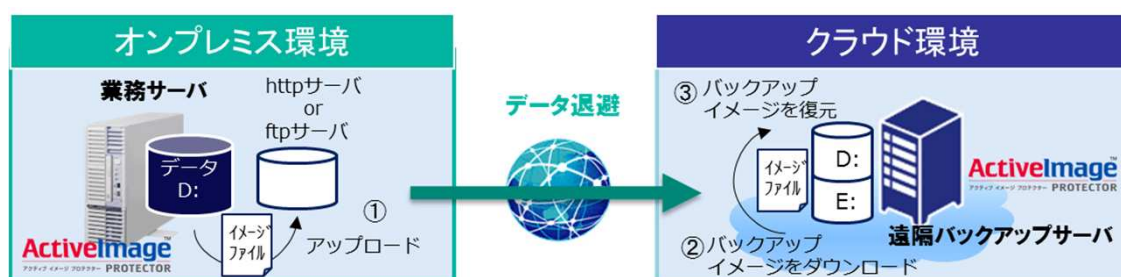 オンプレミス環境
業務サーバ
httpサーバ
or
ftpサーバ
データ
D:
イメージ
ファイル
①
アップロード
ActiveImage™
アクティブ イメージ プロテクター PROTECTOR
データ退避
クラウド環境
③ バックアップ
イメージを復元
イメージ
ファイル
D:
E:
ActiveImage™
アクティブ イメージ プロテクター PROTECTOR
遠隔バックアップサーバ
② バックアップ
イメージをダウンロード